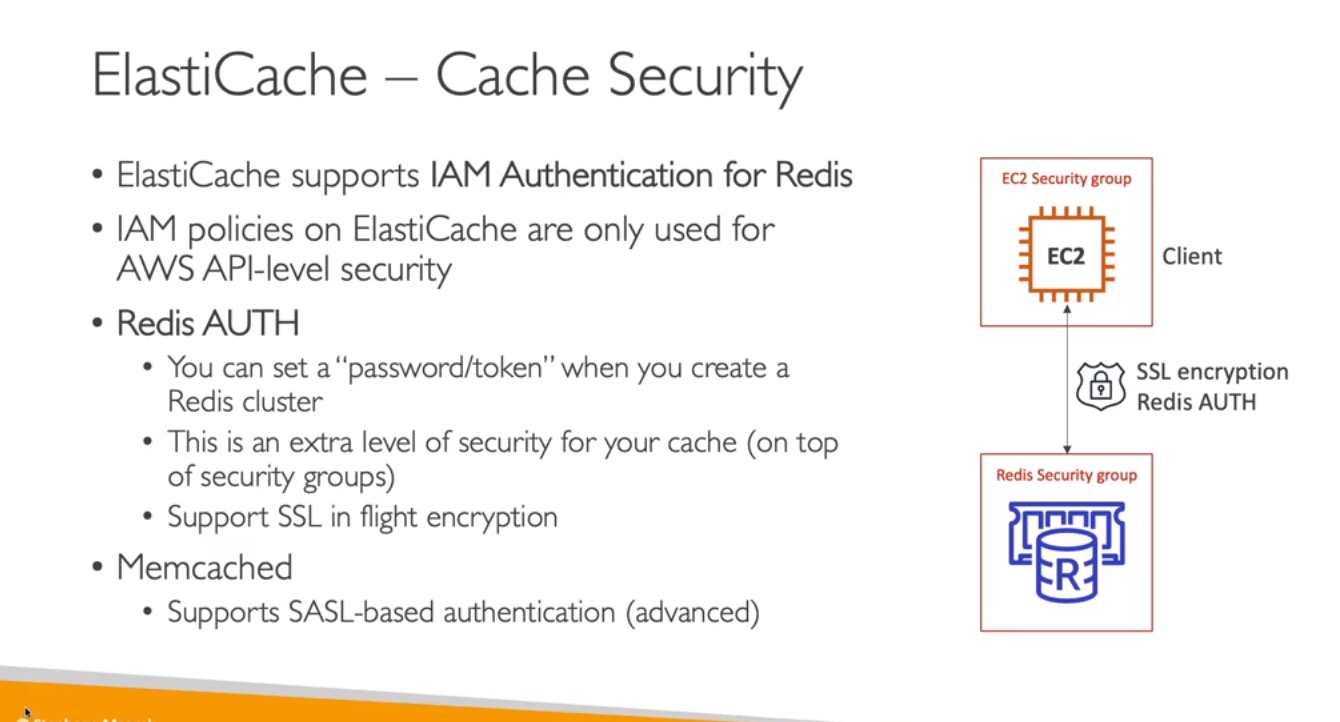 ElastiCache – Cache Security
• ElastiCache supports IAM Authentication for Redis
• IAM policies on ElastiCache are only used for
AWS API-level security
• Redis AUTH
• You can set a “password/token” when you create a
Redis cluster
• This is an extra level of security for your cache (on top
of security groups)
• Support SSL in flight encryption
• Memcached
• Supports SASL-based authentication (advanced)
EC2 Security group
EC2
Client
SSL encryption
Redis AUTH
Redis Security group
R